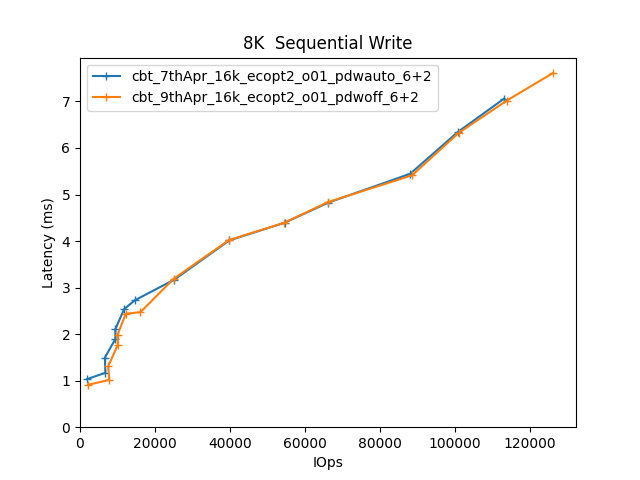 8K  Sequential Write
cbt_7thApr_16k_ecopt2_o01_pdwauto_6+2
cbt_9thApr_16k_ecopt2_o01_pdwoff_6+2
Latency (ms)
7
6
5
4
3
2
1
0
0 20000 40000 60000 80000 100000 120000
IOps